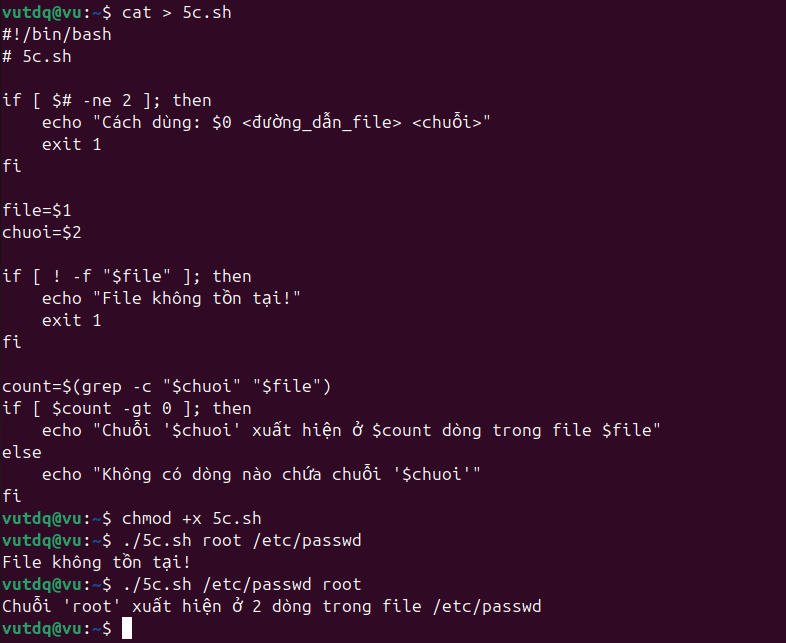 vutdq@vu:~$ cat > 5c.sh
#!/bin/bash
# 5c.sh

if [ $# -ne 2 ]; then
    echo "Cách dùng: $0 <đường_dẫn_file> <chuỗi>"
    exit 1
fi

file=$1
chuoi=$2

if [ ! -f "$file" ]; then
    echo "File không tồn tại!"
    exit 1
fi

count=$(grep -c "$chuoi" "$file")
if [ $count -gt 0 ]; then
    echo "Chuỗi '$chuoi' xuất hiện ở $count dòng trong file $file"
else
    echo "Không có dòng nào chứa chuỗi '$chuoi'"
fi
vutdq@vu:~$ chmod +x 5c.sh
vutdq@vu:~$ ./5c.sh root /etc/passwd
File không tồn tại!
vutdq@vu:~$ ./5c.sh /etc/passwd root
Chuỗi 'root' xuất hiện ở 2 dòng trong file /etc/passwd
vutdq@vu:~$